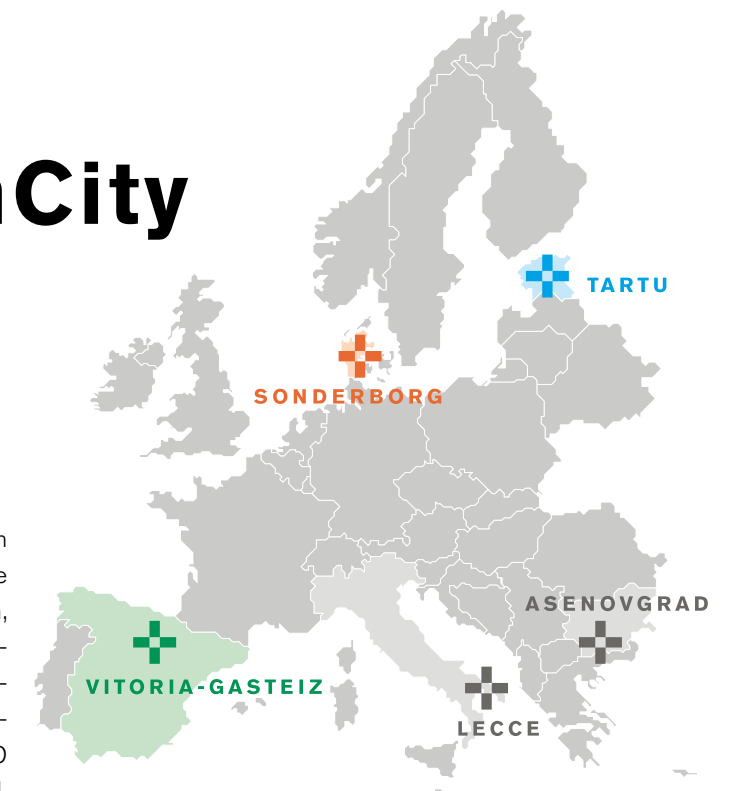 City
TARTU
SONDERBORG
ASENOVGRAD
VITORIA-GASTEIZ
LECCE